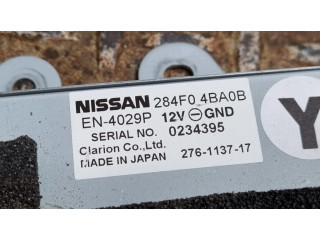 NISSAN 284F0 4BA0B
EN-4029P 12V ⊖ GND
SERIAL NO. 0234395
Clarion Co.,Ltd.
MADE IN JAPAN 276-1137-17
Y